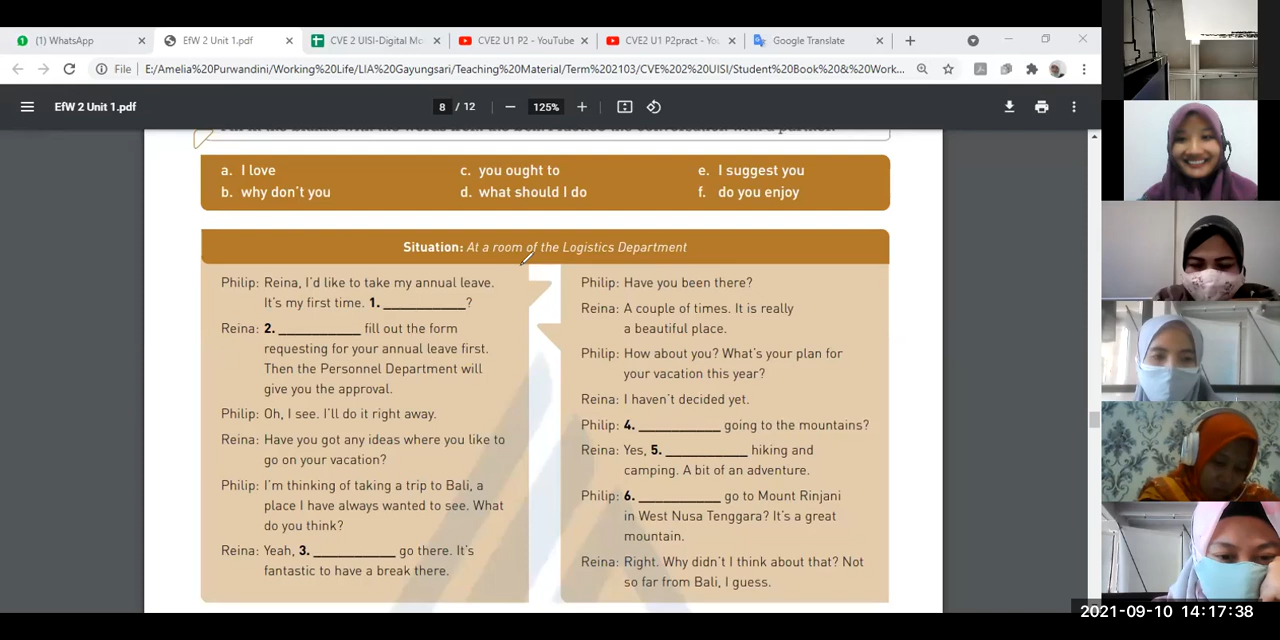 (1) WhatsApp
EfW 2 Unit 1.pdf
CVE 2 UISI-Digital Mo
CVE2 U1 P2 - YouTube
CVE2 U1 P2pract - You
Google Translate
File
E:/Amelia%20Purwandini/Working%20Life/LIA%20Gayungsari/Teaching%20Material/Term%202103/CVE%202%20UISI/Student%20Book%20&%20Work...
EfW 2 Unit 1.pdf
8 / 12
125%
a. I love
c. you ought to
e. I suggest you
b. why don't you
d. what should I do
f. do you enjoy
Situation: At a room of the Logistics Department
Philip: Reina, I'd like to take my annual leave.
It's my first time. 1. __________?
Reina: 2. __________ fill out the form
requesting for your annual leave first.
Then the Personnel Department will
give you the approval.
Philip: Oh, I see. I'll do it right away.
Reina: Have you got any ideas where you like to
go on your vacation?
Philip: I'm thinking of taking a trip to Bali, a
place I have always wanted to see. What
do you think?
Reina: Yeah, 3. __________ go there. It's
fantastic to have a break there.
Philip: Have you been there?
Reina: A couple of times. It is really
a beautiful place.
Philip: How about you? What's your plan for
your vacation this year?
Reina: I haven't decided yet.
Philip: 4. __________ going to the mountains?
Reina: Yes, 5. __________ hiking and
camping. A bit of an adventure.
Philip: 6. __________ go to Mount Rinjani
in West Nusa Tenggara? It's a great
mountain.
Reina: Right. Why didn't I think about that? Not
so far from Bali, I guess.
2021-09-10 14:17:38